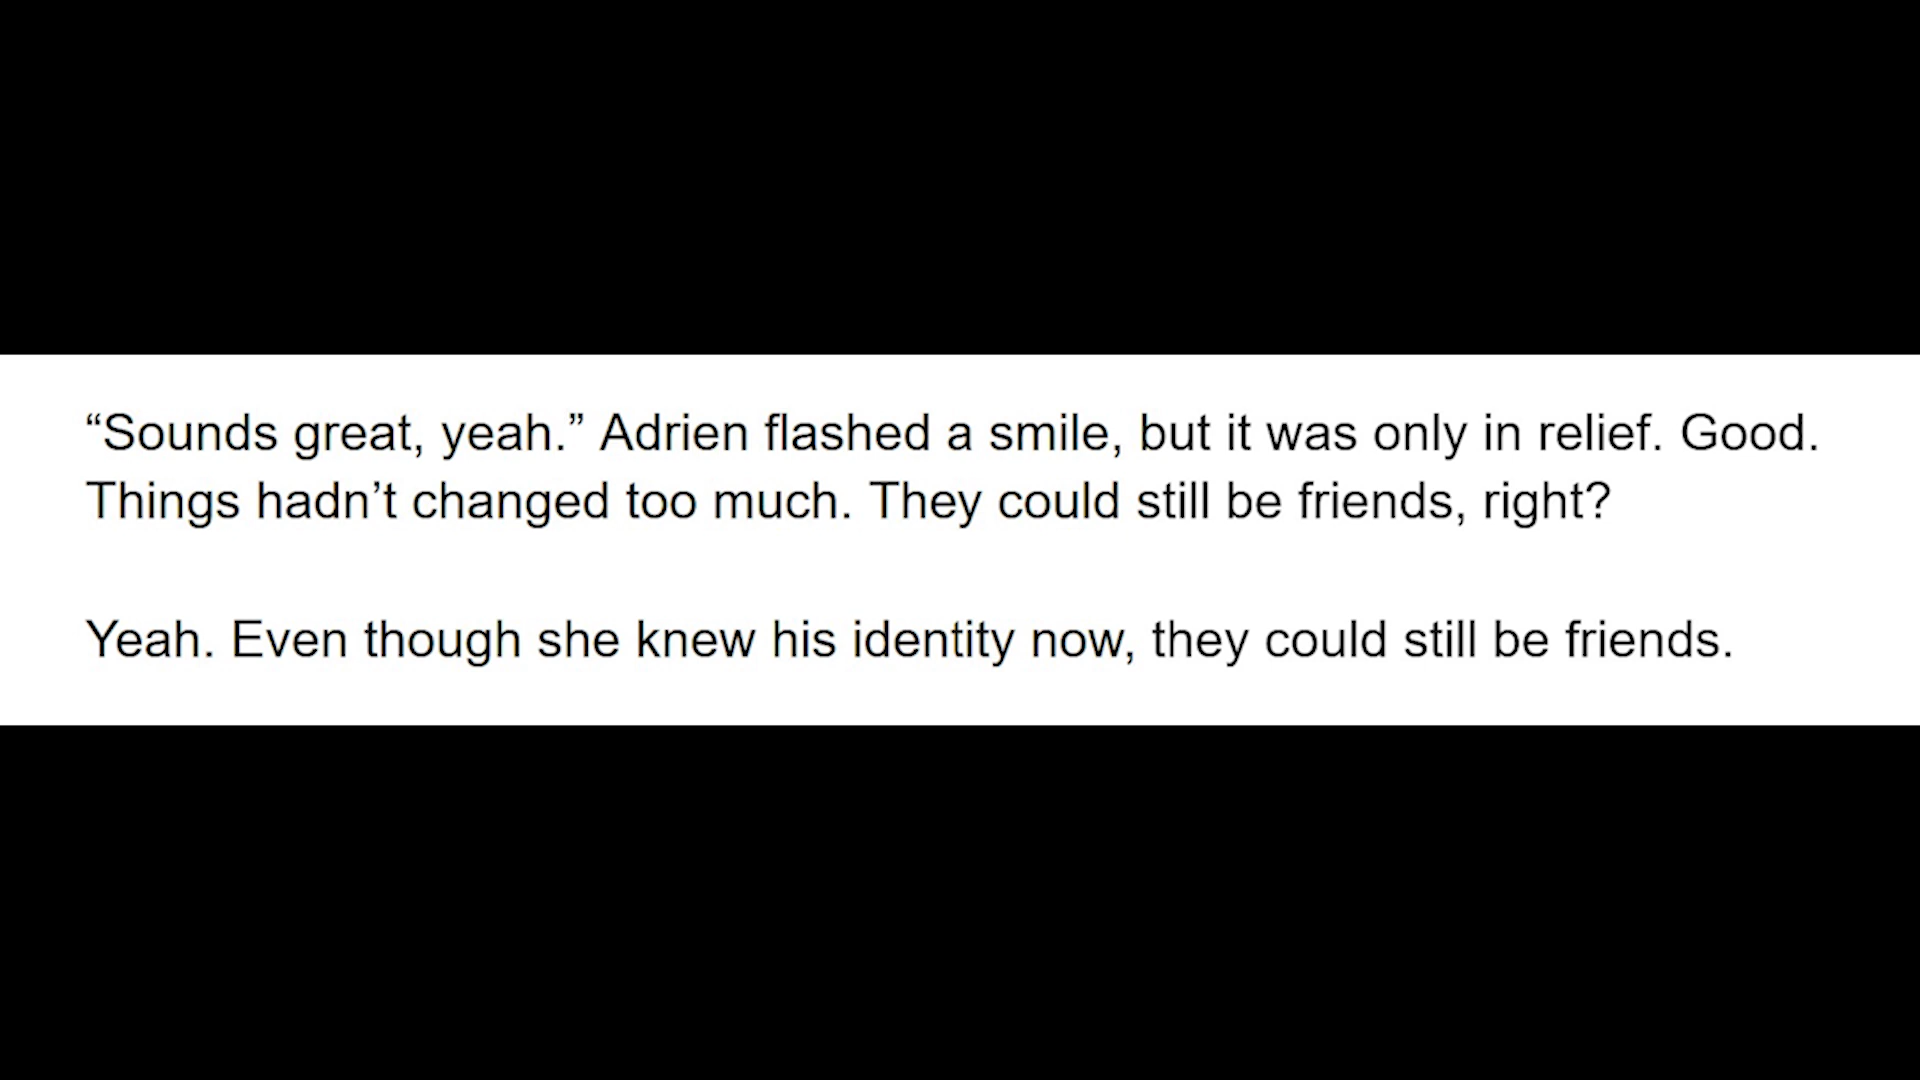 “Sounds great, yeah.” Adrien flashed a smile, but it was only in relief. Good.
Things hadn’t changed too much. They could still be friends, right?
Yeah. Even though she knew his identity now, they could still be friends.